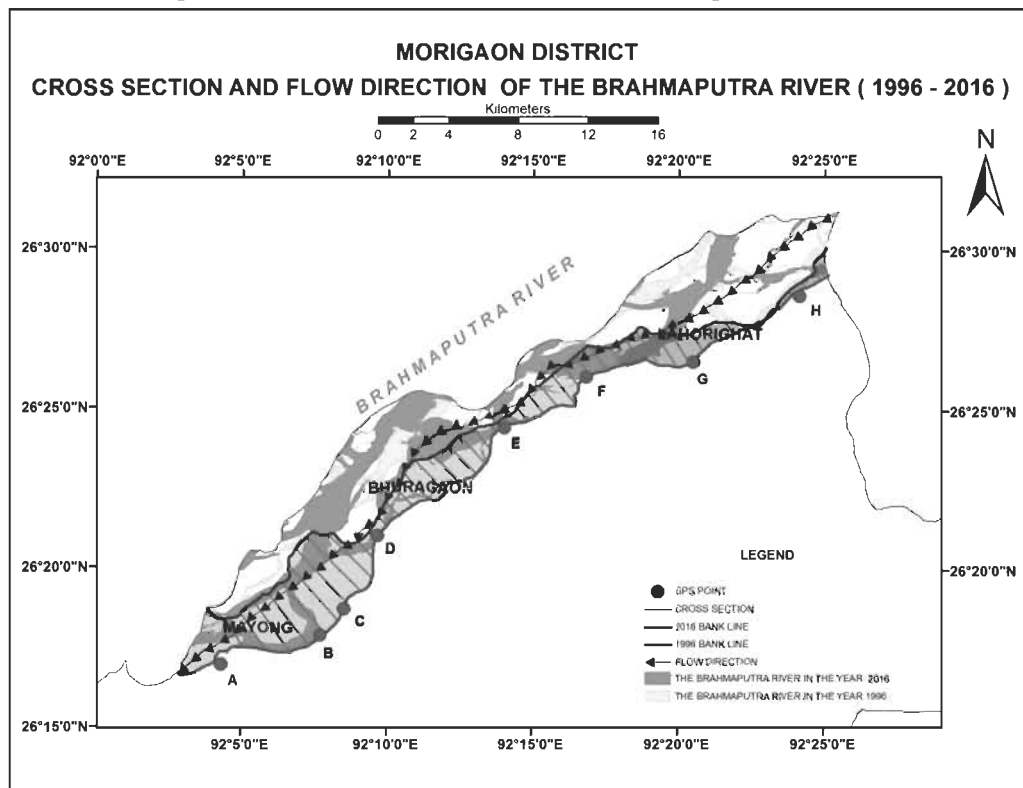 MORIGAON DISTRICT
CROSS SECTION AND FLOW DIRECTION OF THE BRAHMAPUTRA RIVER ( 1996 - 2016 )
Kilometers
0 2 4 8 12 16
N
92°0'0"E 92°5'0"E 92°10'0"E 92°15'0"E 92°20'0"E 92°25'0"E
26°30'0"N 26°30'0"N
BRAHMAPUTRA RIVER
H
LAHORIGHAT
G
F
26°25'0"N 26°25'0"N
E
BHURAGAON
D
LEGEND
26°20'0"N 26°20'0"N
GPS POINT
C
CROSS SECTION
MAYONG
2016 BANK LINE
B
1996 BANK LINE
FLOW DIRECTION
A
THE BRAHMAPUTRA RIVER IN THE YEAR 2016
THE BRAHMAPUTRA RIVER IN THE YEAR 1996
26°15'0"N
92°5'0"E 92°10'0"E 92°15'0"E 92°20'0"E 92°25'0"E